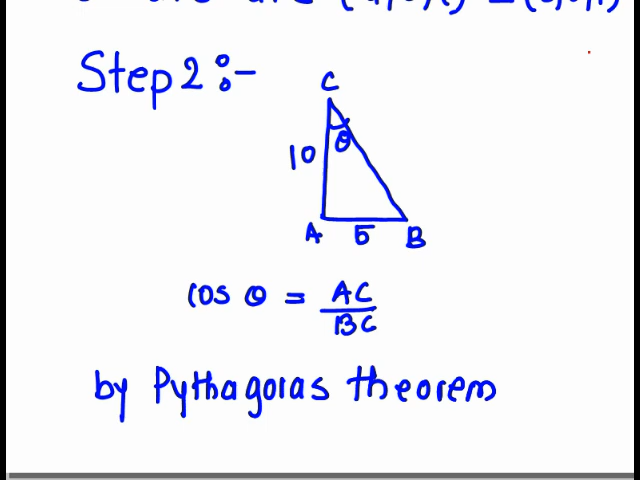 Step 2 :-
C
10 θ
A 5 B
cos θ = AC/BC
by Pythagoras theorem